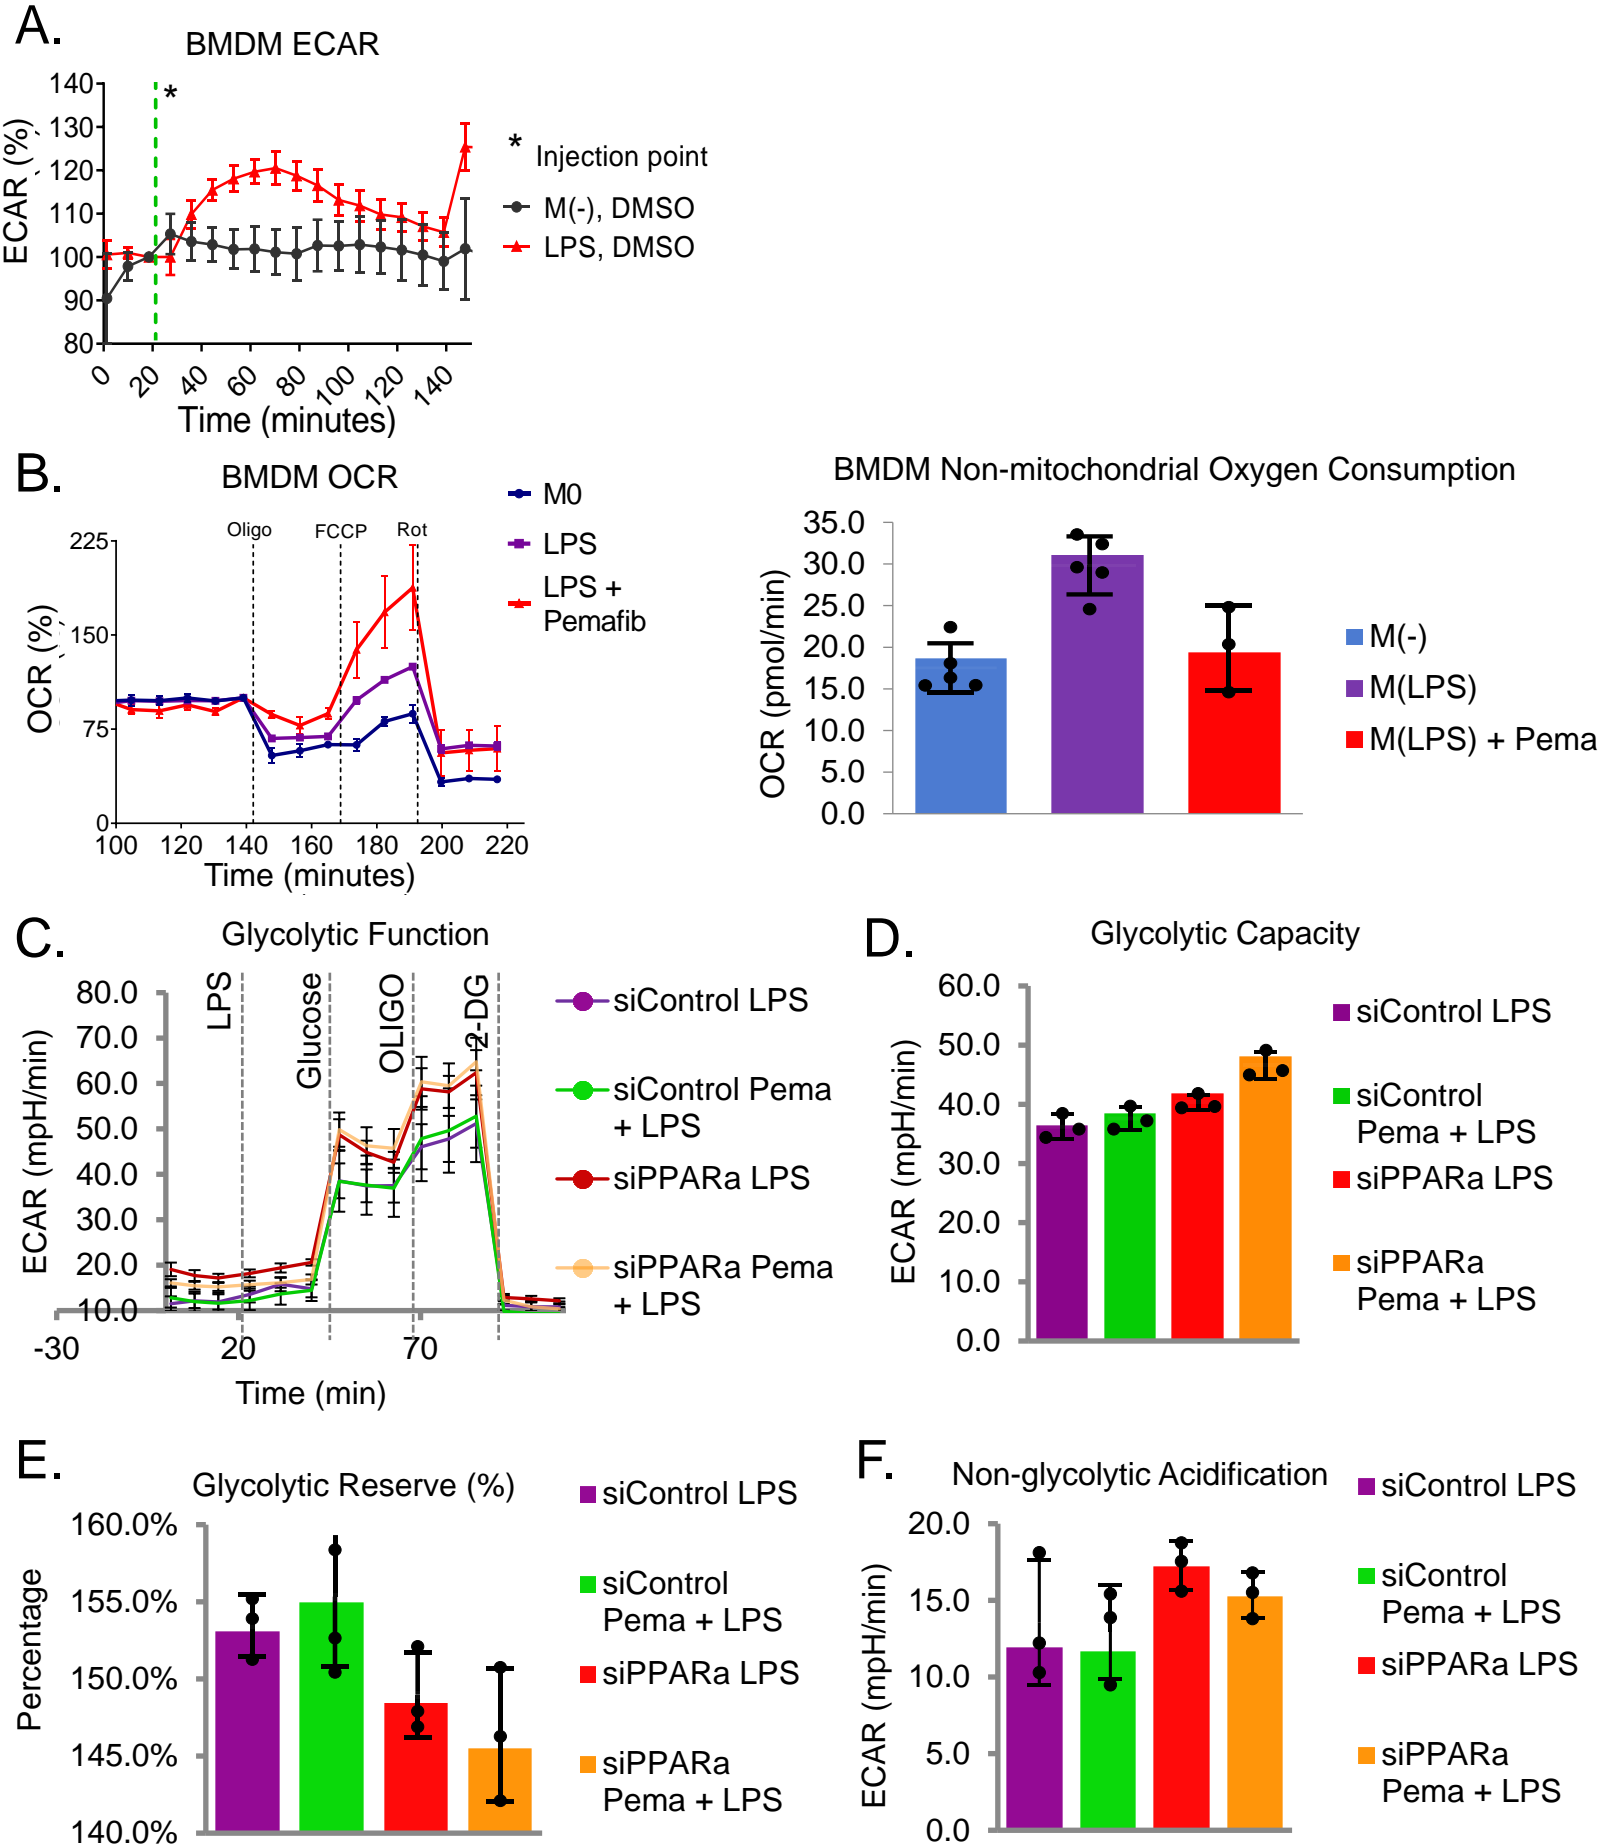 A.
BMDM ECAR
ECAR (%)
140
130
120
110
100
90
80
*
0
20
40
60
80
100
120
140
Time (minutes)
* Injection point
M(-), DMSO
LPS, DMSO
B.
BMDM OCR
OCR (%)
225
150
75
0
Oligo
FCCP
Rot
100 120 140 160 180 200 220
Time (minutes)
M0
LPS
LPS +
Pemafib
BMDM Non-mitochondrial Oxygen Consumption
OCR (pmol/min)
35.0
30.0
25.0
20.0
15.0
10.0
5.0
0.0
M(-)
M(LPS)
M(LPS) + Pema
C.
Glycolytic Function
ECAR (mpH/min)
80.0
70.0
60.0
50.0
40.0
30.0
20.0
10.0
LPS
Glucose
OLIGO
2-DG
-30 20 70
Time (min)
siControl LPS
siControl Pema
+ LPS
siPPARa LPS
siPPARa Pema
+ LPS
D.
Glycolytic Capacity
ECAR (mpH/min)
60.0
50.0
40.0
30.0
20.0
10.0
0.0
siControl LPS
siControl
Pema + LPS
siPPARa LPS
siPPARa
Pema + LPS
E.
Glycolytic Reserve (%)
Percentage
160.0%
155.0%
150.0%
145.0%
140.0%
siControl LPS
siControl
Pema + LPS
siPPARa LPS
siPPARa
Pema + LPS
F.
Non-glycolytic Acidification
ECAR (mpH/min)
20.0
15.0
10.0
5.0
0.0
siControl LPS
siControl
Pema + LPS
siPPARa LPS
siPPARa
Pema + LPS